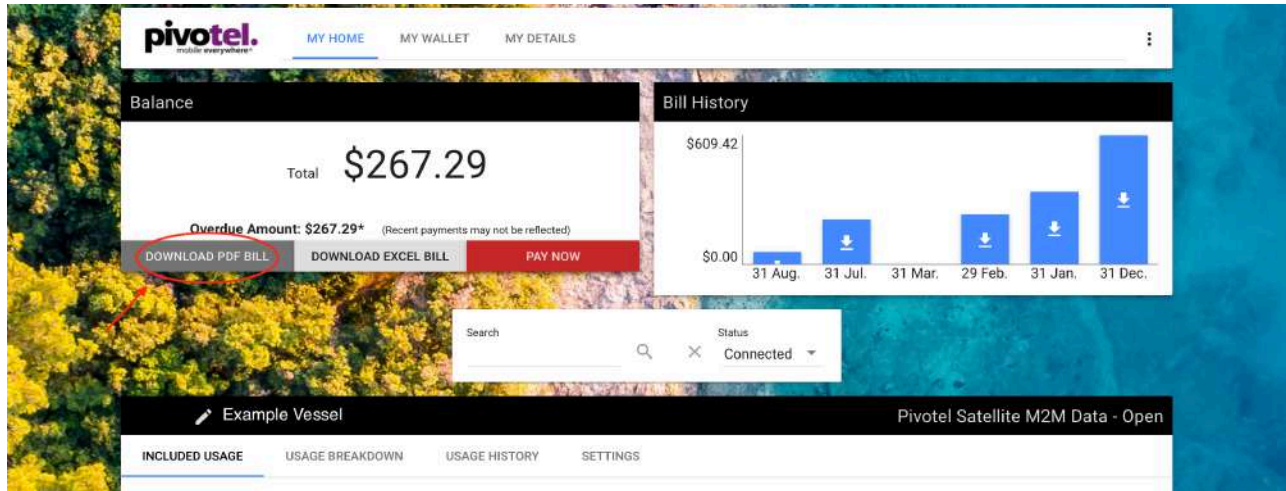 pivotel.
mobile everywhere
MY HOME MY WALLET MY DETAILS
Balance
Total $267.29
Overdue Amount: $267.29* (Recent payments may not be reflected)
DOWNLOAD PDF BILL DOWNLOAD EXCEL BILL PAY NOW
Bill History
$609.42
$0.00
31 Aug. 31 Jul. 31 Mar. 29 Feb. 31 Jan. 31 Dec.
Search
Status
Connected
Example Vessel Pivotel Satellite M2M Data - Open
INCLUDED USAGE USAGE BREAKDOWN USAGE HISTORY SETTINGS